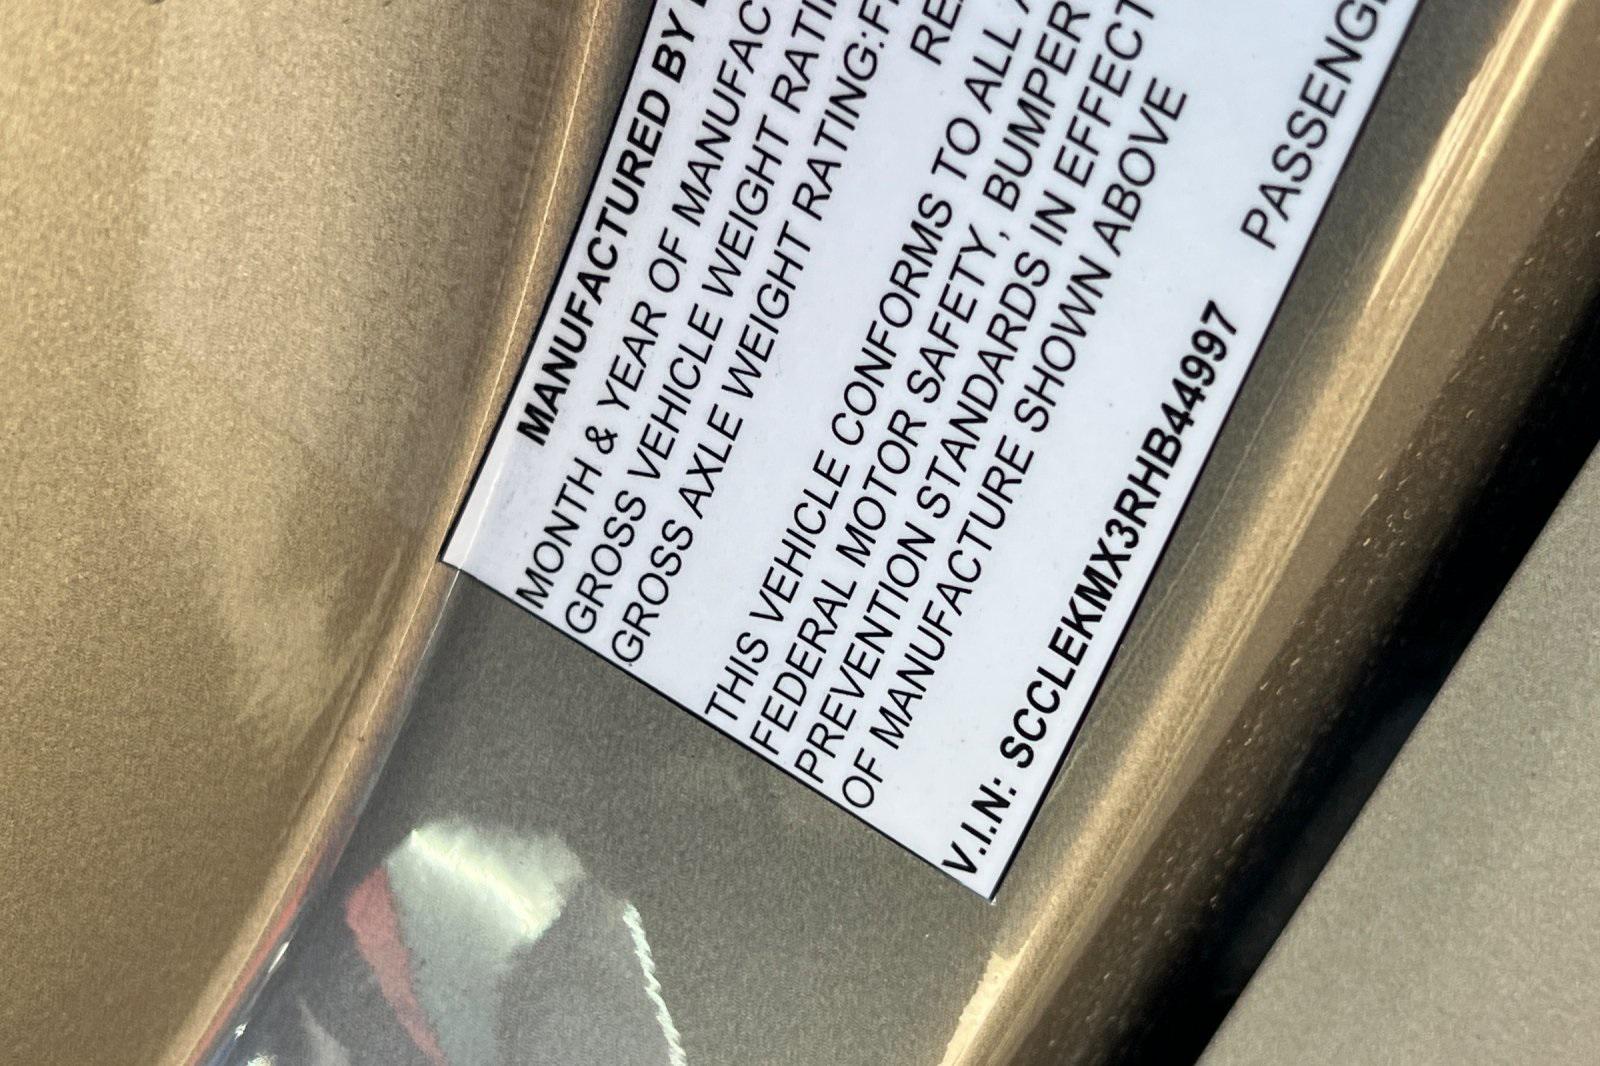 MANUFACTURED BY
MONTH & YEAR OF MANUFAC
GROSS VEHICLE WEIGHT RATI
GROSS AXLE WEIGHT RATING:F
RE
THIS VEHICLE CONFORMS TO ALL
FEDERAL MOTOR SAFETY, BUMPER
PREVENTION STANDARDS IN EFFECT
OF MANUFACTURE SHOWN ABOVE
V.I.N: SCCLEKMX3RHB44997 PASSENG